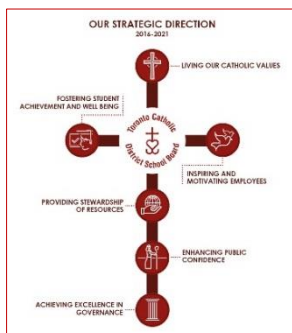 OUR STRATEGIC DIRECTION
2016-2021
LIVING OUR CATHOLIC VALUES
FOSTERING STUDENT
ACHIEVEMENT AND WELL BEING
Toronto Catholic
District School Board
INSPIRING AND
MOTIVATING EMPLOYEES
PROVIDING STEWARDSHIP
OF RESOURCES
ENHANCING PUBLIC
CONFIDENCE
ACHIEVING EXCELLENCE IN
GOVERNANCE